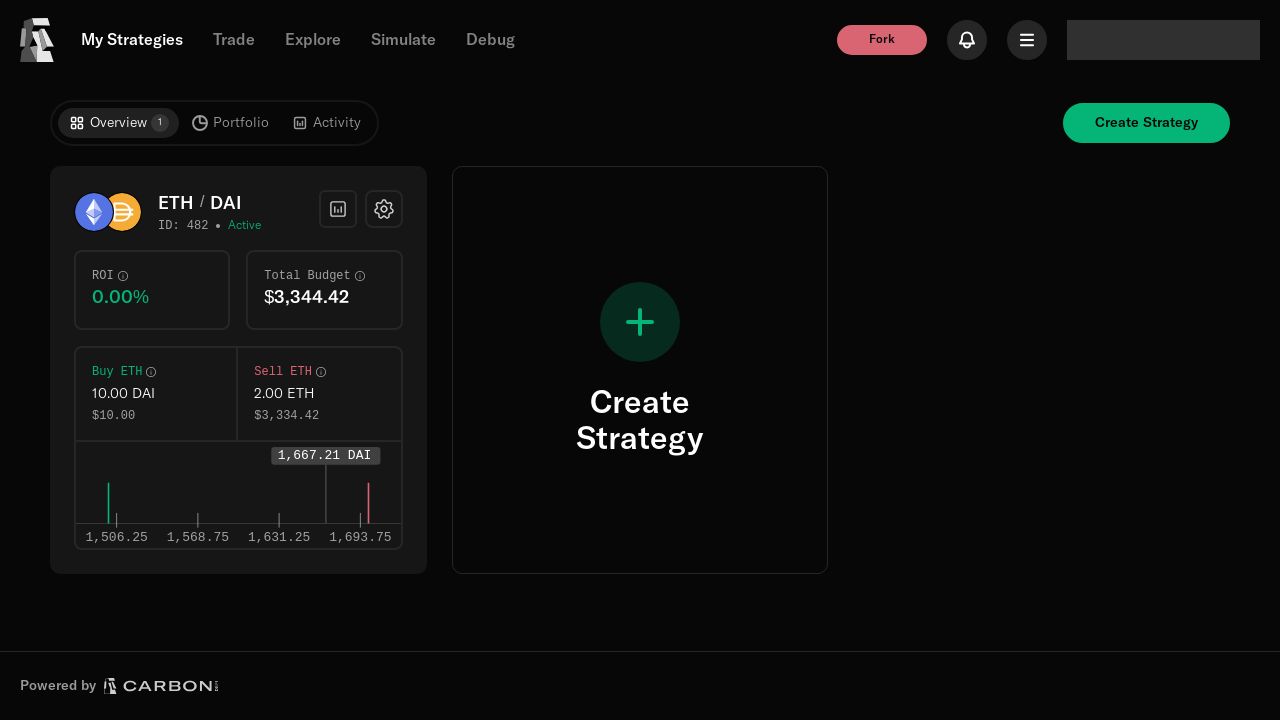 My Strategies Trade Explore Simulate Debug Fork
Overview 1 Portfolio Activity Create Strategy
ETH / DAI
ID: 482 • Active
ROI Total Budget
0.00% $3,344.42
Buy ETH Sell ETH
10.00 DAI 2.00 ETH
$10.00 $3,334.42
1,667.21 DAI
1,506.25 1,568.75 1,631.25 1,693.75
Create
Strategy
Powered by CARBON